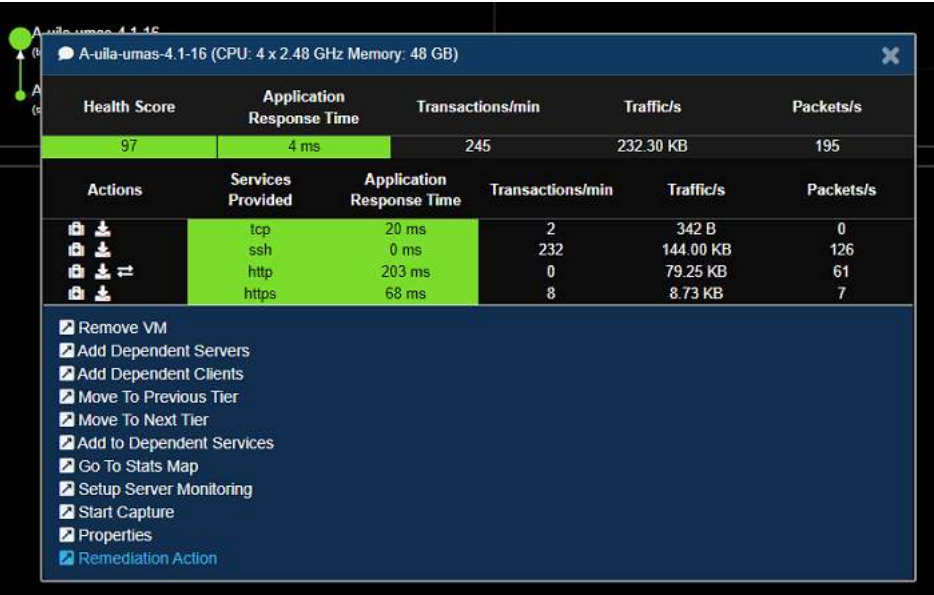 A-uila-umas-4.1-16
A-uila-umas-4.1-16 (CPU: 4 x 2.48 GHz Memory: 48 GB)
Health Score Application Response Time Transactions/min Traffic/s Packets/s
97 4 ms 245 232.30 KB 195
Actions Services Provided Application Response Time Transactions/min Traffic/s Packets/s
tcp 20 ms 2 342 B 0
ssh 0 ms 232 144.00 KB 126
http 203 ms 0 79.25 KB 61
https 68 ms 8 8.73 KB 7
Remove VM
Add Dependent Servers
Add Dependent Clients
Move To Previous Tier
Move To Next Tier
Add to Dependent Services
Go To Stats Map
Setup Server Monitoring
Start Capture
Properties
Remediation Action